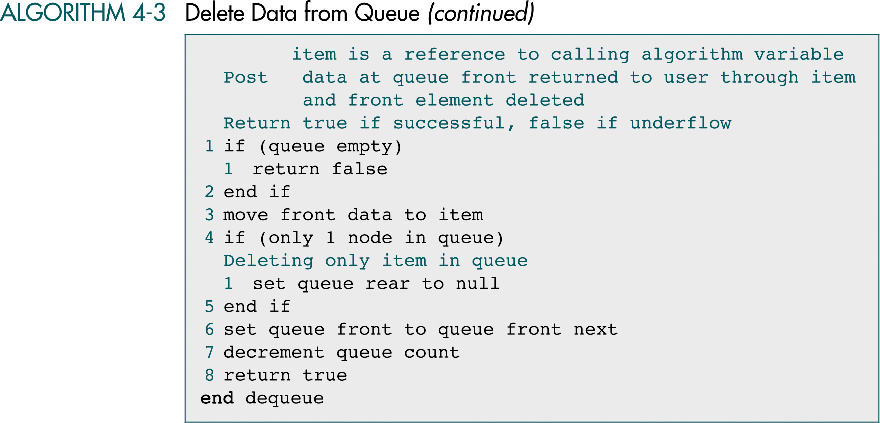 ALGORITHM 4-3 Delete Data from Queue (continued)
item is a reference to calling algorithm variable
Post data at queue front returned to user through item
and front element deleted
Return true if successful, false if underflow
1 if (queue empty)
1 return false
2 end if
3 move front data to item
4 if (only 1 node in queue)
Deleting only item in queue
1 set queue rear to null
5 end if
6 set queue front to queue front next
7 decrement queue count
8 return true
end dequeue